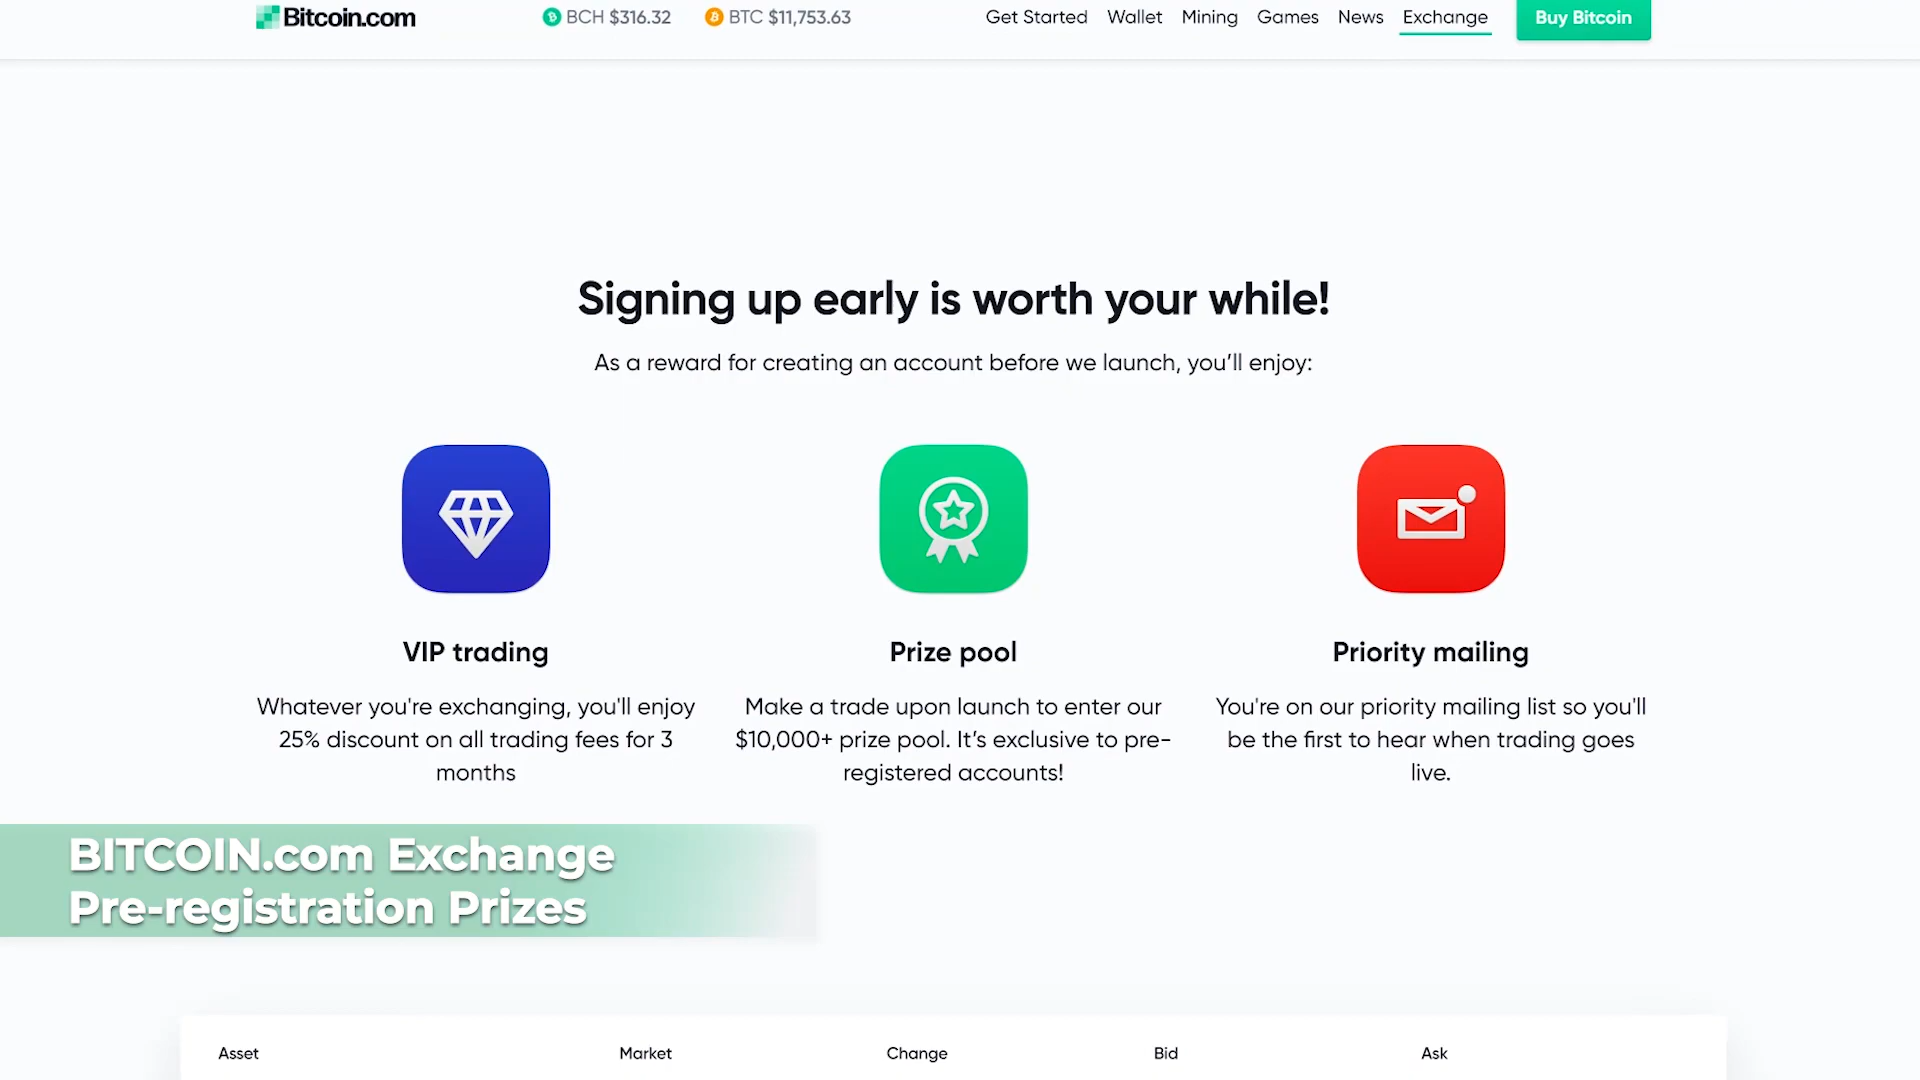 Bitcoin.com
BCH $316.32
BTC $11,753.63
Get Started
Wallet
Mining
Games
News
Exchange
Buy Bitcoin
Signing up early is worth your while!
As a reward for creating an account before we launch, you’ll enjoy:
VIP trading
Whatever you're exchanging, you'll enjoy
25% discount on all trading fees for 3
months
Prize pool
Make a trade upon launch to enter our
$10,000+ prize pool. It’s exclusive to pre-
registered accounts!
Priority mailing
You're on our priority mailing list so you'll
be the first to hear when trading goes
live.
BITCOIN.com Exchange
Pre-registration Prizes
Asset
Market
Change
Bid
Ask